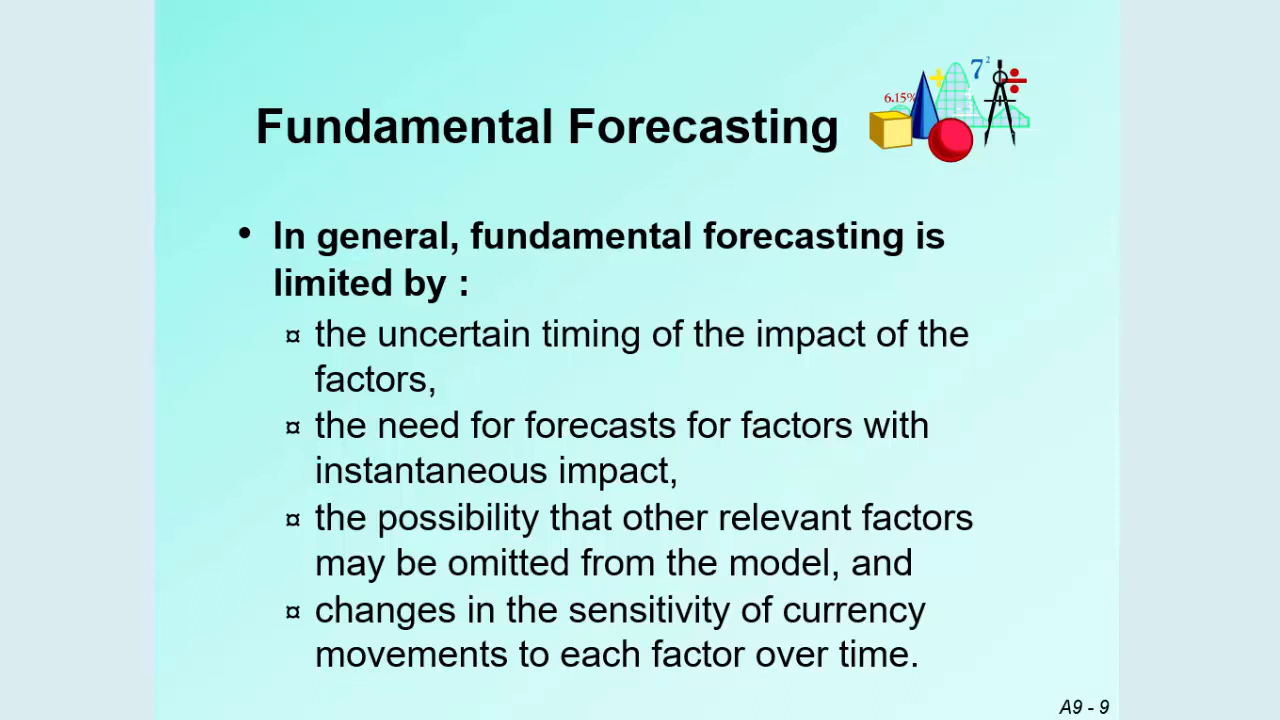 7²
6.15%
Fundamental Forecasting
• In general, fundamental forecasting is
limited by :
¤ the uncertain timing of the impact of the
factors,
¤ the need for forecasts for factors with
instantaneous impact,
¤ the possibility that other relevant factors
may be omitted from the model, and
¤ changes in the sensitivity of currency
movements to each factor over time.
A9 - 9